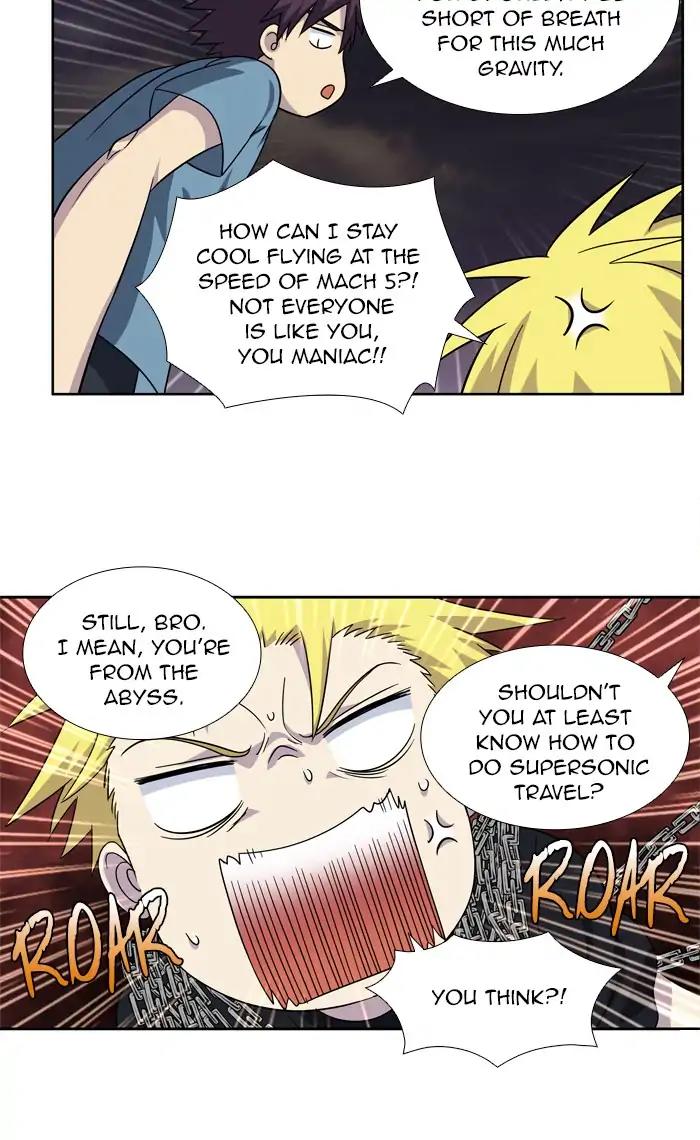 SHORT OF BREATH
FOR THIS MUCH
GRAVITY.
HOW CAN I STAY
COOL FLYING AT THE
SPEED OF MACH 5?!
NOT EVERYONE
IS LIKE YOU,
YOU MANIAC!!
STILL, BRO.
I MEAN, YOU'RE
FROM THE
ABYSS.
SHOULDN'T
YOU AT LEAST
KNOW HOW TO
DO SUPERSONIC
TRAVEL?
ROAR
ROAR
YOU THINK?!